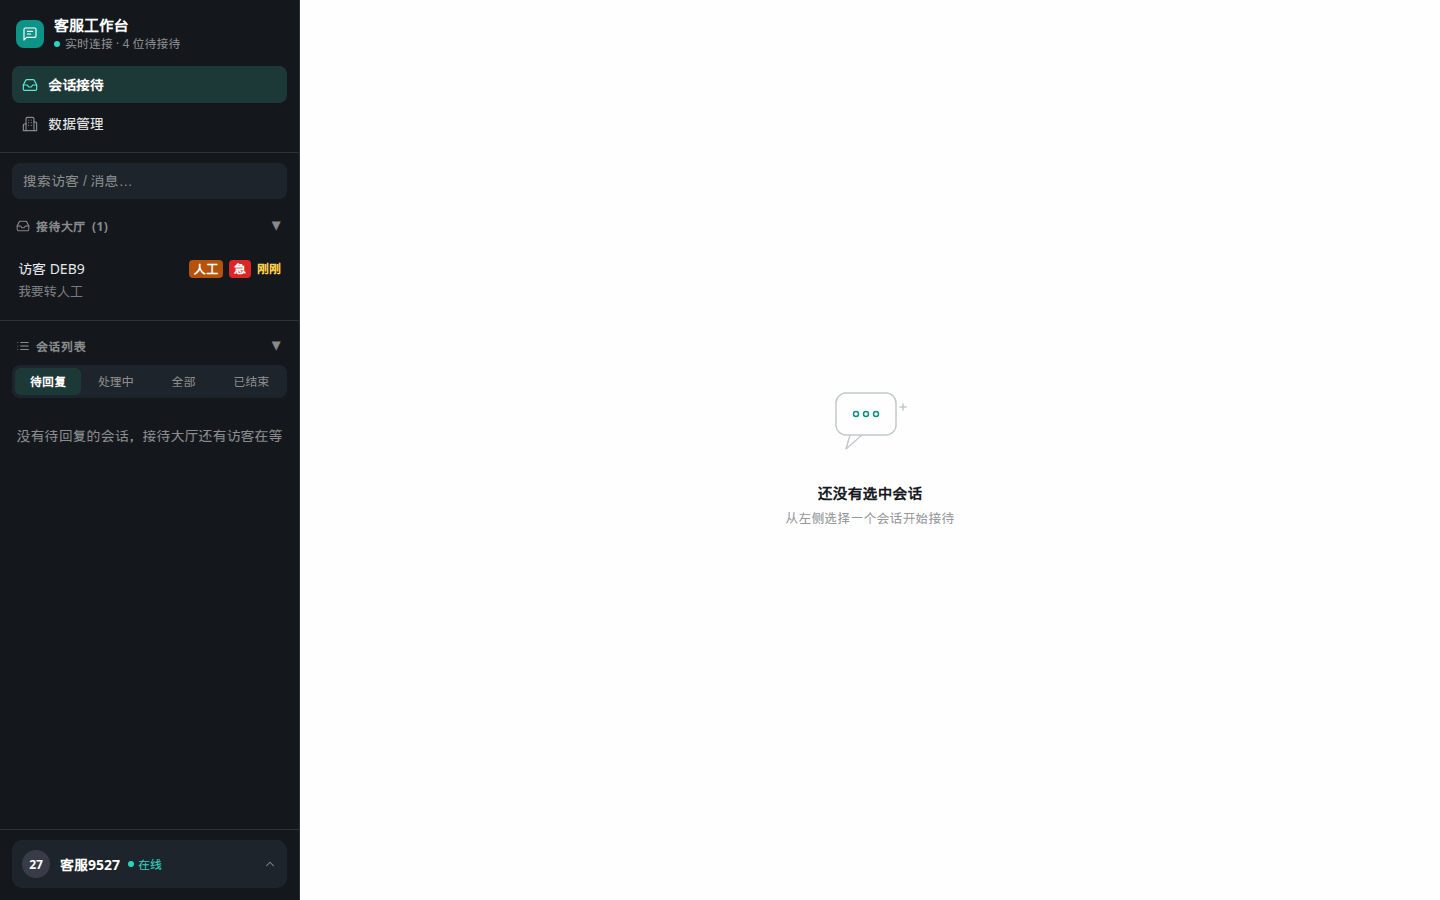 客服工作台
实时连接 · 4 位待接待
会话接待
数据管理
搜索访客 / 消息...
接待大厅 (1) ▼
访客 DEB9 人工 急 刚刚
我要转人工
会话列表 ▼
待回复 处理中 全部 已结束
没有待回复的会话，接待大厅还有访客在等
27 客服9527 在线
还没有选中会话
从左侧选择一个会话开始接待